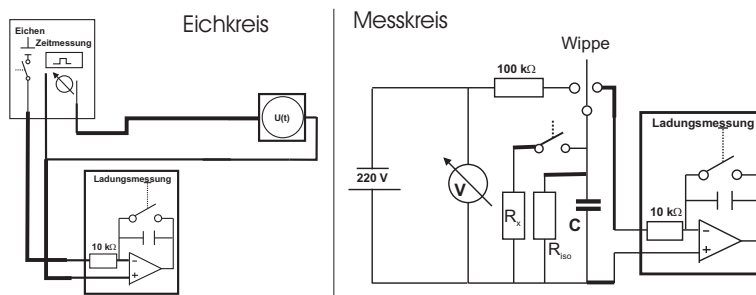 Eichkreis
Eichen
Zeitmessung
U(t)
Ladungsmessung
10 kΩ
−
+
Messkreis
Wippe
100 kΩ
Ladungsmessung
220 V
V
Rx
Riso
C
10 kΩ
−
+